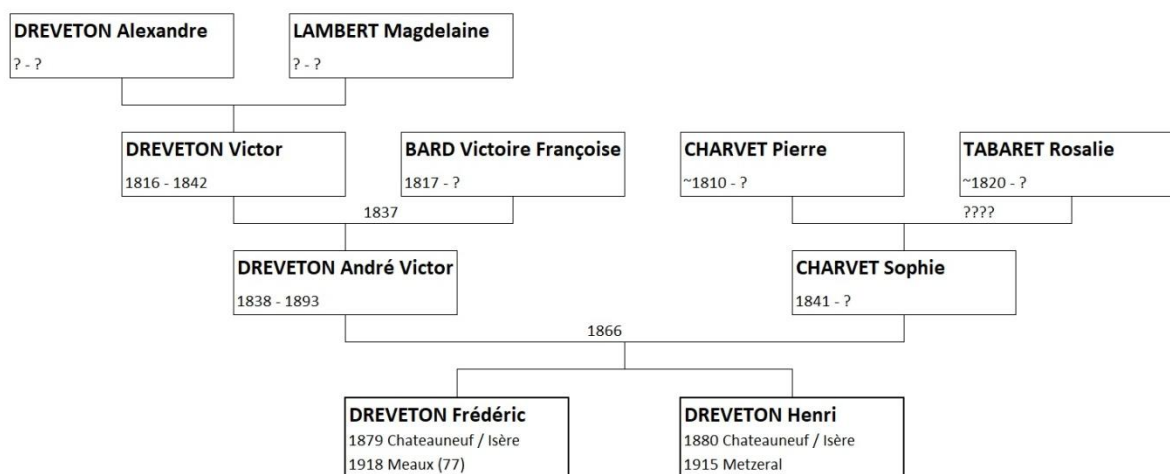 DREVETON Alexandre
? - ?
LAMBERT Magdelaine
? - ?
DREVETON Victor
1816 - 1842
BARD Victoire Françoise
1817 - ?
CHARVET Pierre
~1810 - ?
TABARET Rosalie
~1820 - ?
1837
????
DREVETON André Victor
1838 - 1893
CHARVET Sophie
1841 - ?
1866
DREVETON Frédéric
1879 Chateauneuf / Isère
1918 Meaux (77)
DREVETON Henri
1880 Chateauneuf / Isère
1915 Metzeral